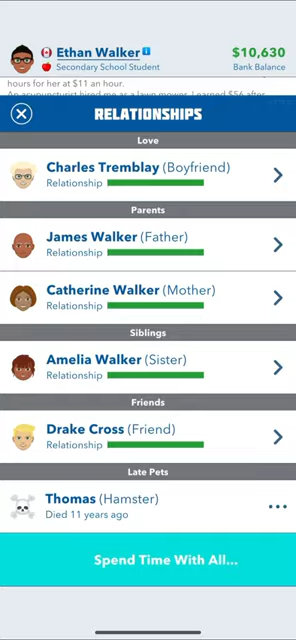 Ethan Walker i
$10,630
Secondary School Student
Bank Balance
hours for her at $11 an hour.
An acupuncturist hired me as a lawn mower. I earned $56 after
RELATIONSHIPS
Love
Charles Tremblay (Boyfriend)
Relationship
Parents
James Walker (Father)
Relationship
Catherine Walker (Mother)
Relationship
Siblings
Amelia Walker (Sister)
Relationship
Friends
Drake Cross (Friend)
Relationship
Late Pets
Thomas (Hamster)
Died 11 years ago
Spend Time With All...